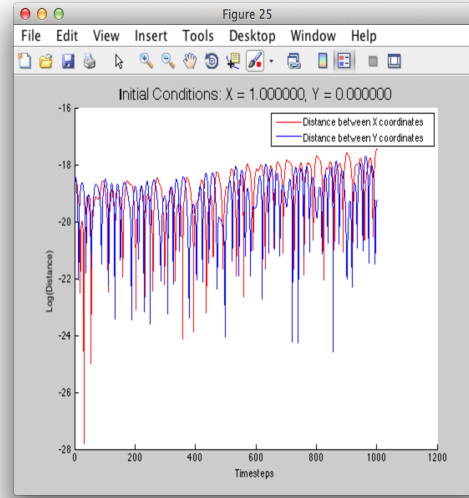 Figure 25
File Edit View Insert Tools Desktop Window Help
Initial Conditions: X = 1.000000, Y = 0.000000
-16
Distance between X coordinates
Distance between Y coordinates
-18
-20
-22
Log(Distance)
-24
-26
-28
0 200 400 600 800 1000 1200
Timesteps